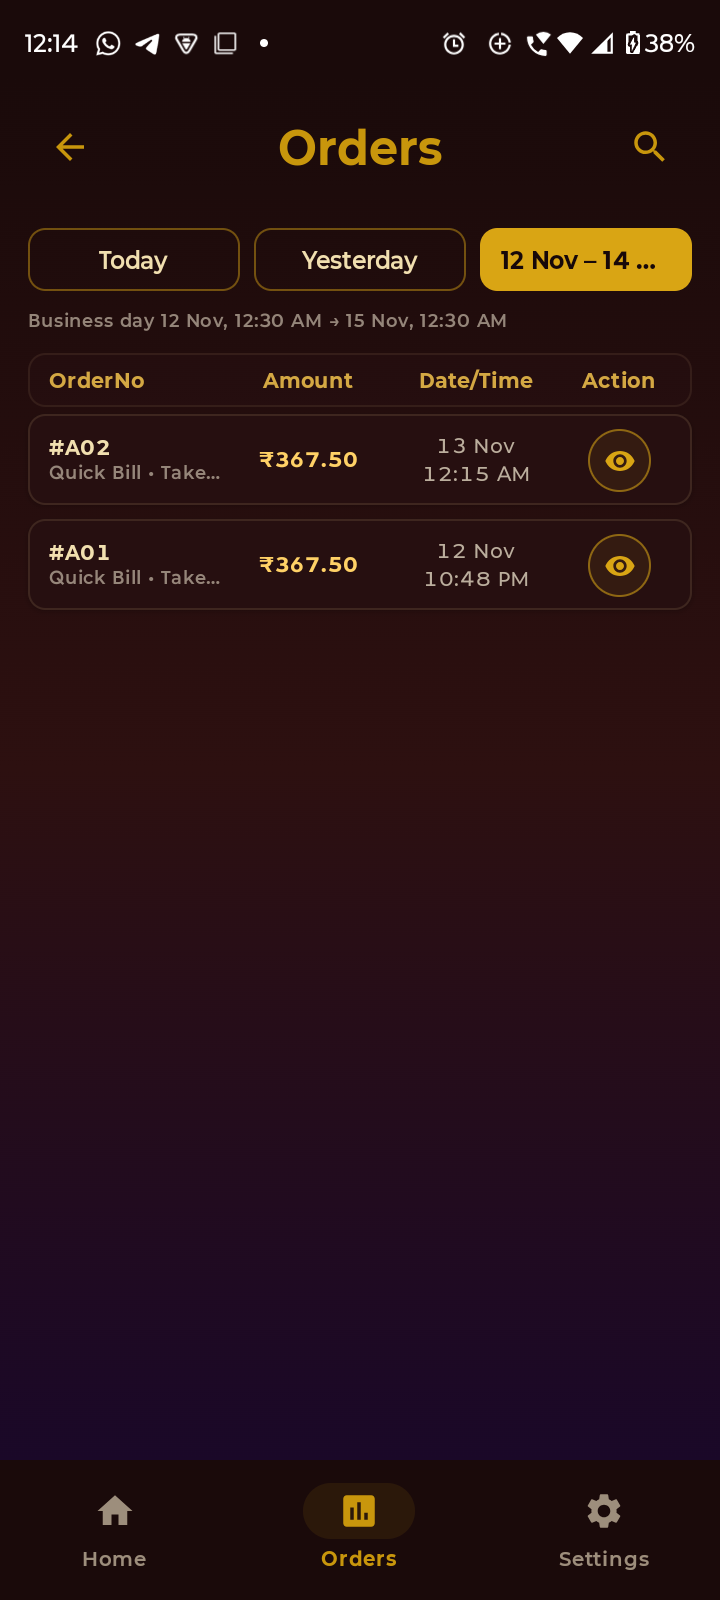 12:14
38%
Orders
Today
Yesterday
12 Nov – 14 ...
Business day 12 Nov, 12:30 AM → 15 Nov, 12:30 AM
OrderNo Amount Date/Time Action
#A02
Quick Bill • Take...
₹367.50
13 Nov
12:15 AM
#A01
Quick Bill • Take...
₹367.50
12 Nov
10:48 PM
Home
Orders
Settings